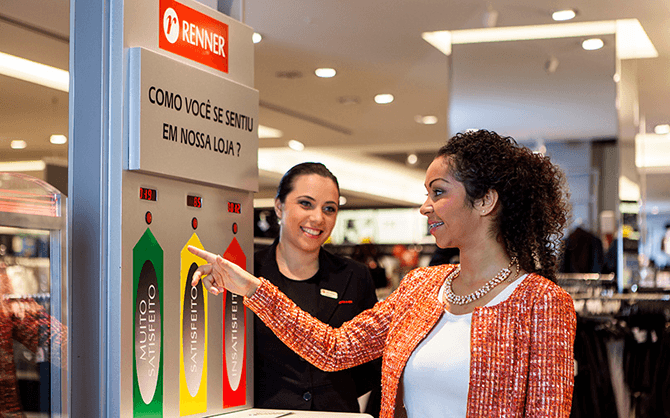 r
RENNER
COMO VOCÊ SE SENTIU
EM NOSSA LOJA ?
MUITO
SATISFEITO
SATISFEITO
INSATISFEITO